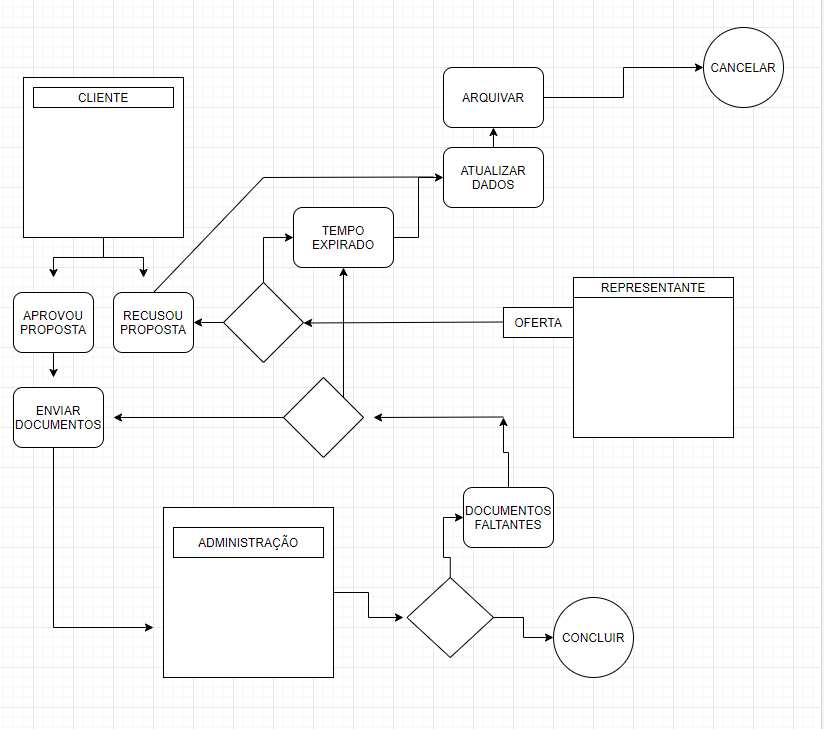 CANCELAR
ARQUIVAR
CLIENTE
ATUALIZAR
DADOS
TEMPO
EXPIRADO
REPRESENTANTE
APROVOU
PROPOSTA
RECUSOU
PROPOSTA
OFERTA
ENVIAR
DOCUMENTOS
DOCUMENTOS
FALTANTES
ADMINISTRAÇÃO
CONCLUIR